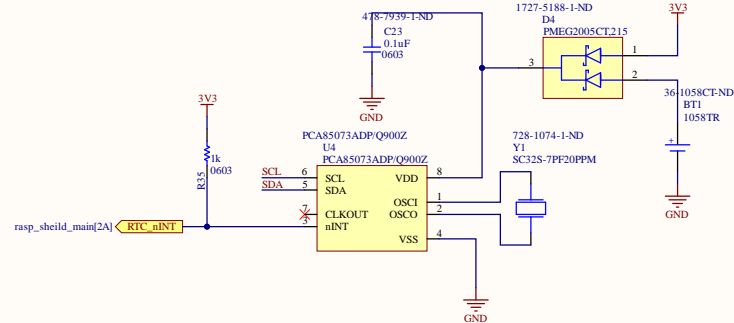 1727-5188-1-ND
D4
PMEG2005CT,215
3V3
478-7939-1-ND
C23
0.1uF
0603
GND
3
1
2
36-1058CT-ND
BT1
1058TR
+
GND
3V3
1k
0603
R35
PCA85073ADP/Q900Z
U4
PCA85073ADP/Q900Z
728-1074-1-ND
Y1
SC32S-7PF20PPM
SCL 6 SCL
SDA 5 SDA
7 CLKOUT
3 nINT
VDD 8
OSCI 1
OSCO 2
VSS 4
rasp_sheild_main[2A] RTC_nINT
GND